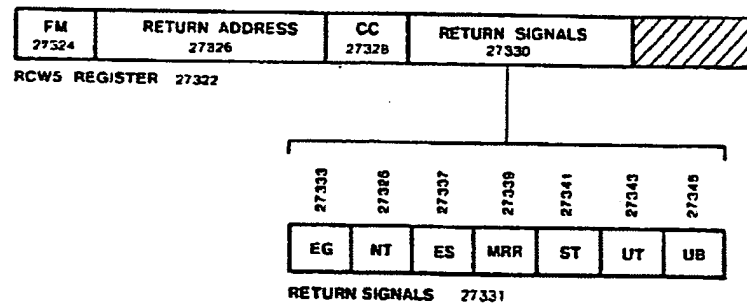 FM RETURN ADDRESS CC RETURN SIGNALS
27324 27326 27328 27330
RCWS REGISTER 27322
27333 27335 27337 27339 27341 27343 27345
EG NT ES MRR ST UT UB
RETURN SIGNALS 27331